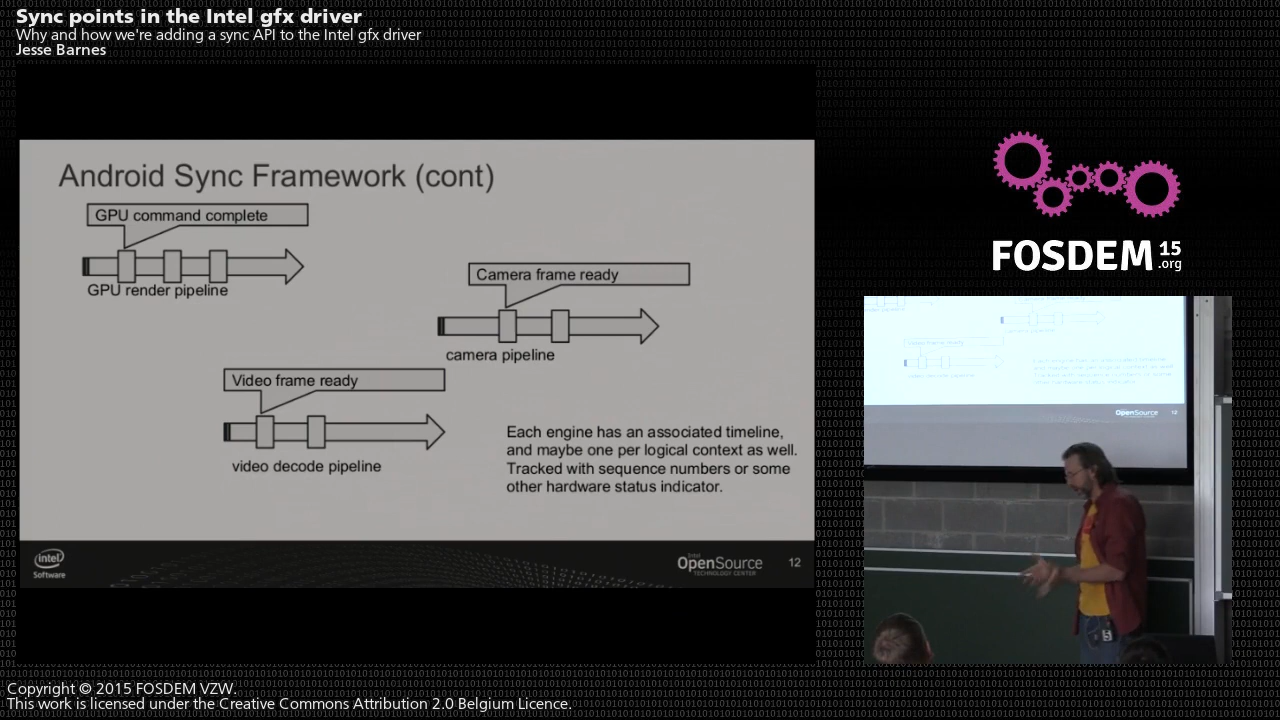 Sync points in the Intel gfx driver
Why and how we're adding a sync API to the Intel gfx driver
Jesse Barnes
Android Sync Framework (cont)
GPU command complete
GPU render pipeline
Camera frame ready
camera pipeline
Video frame ready
video decode pipeline
Each engine has an associated timeline,
and maybe one per logical context as well.
Tracked with sequence numbers or some
other hardware status indicator.
intel
Software
Intel
OpenSource
TECHNOLOGY CENTER
12
FOSDEM 15
.org
OpenSource
12
Copyright © 2015 FOSDEM VZW.
This work is licensed under the Creative Commons Attribution 2.0 Belgium Licence.